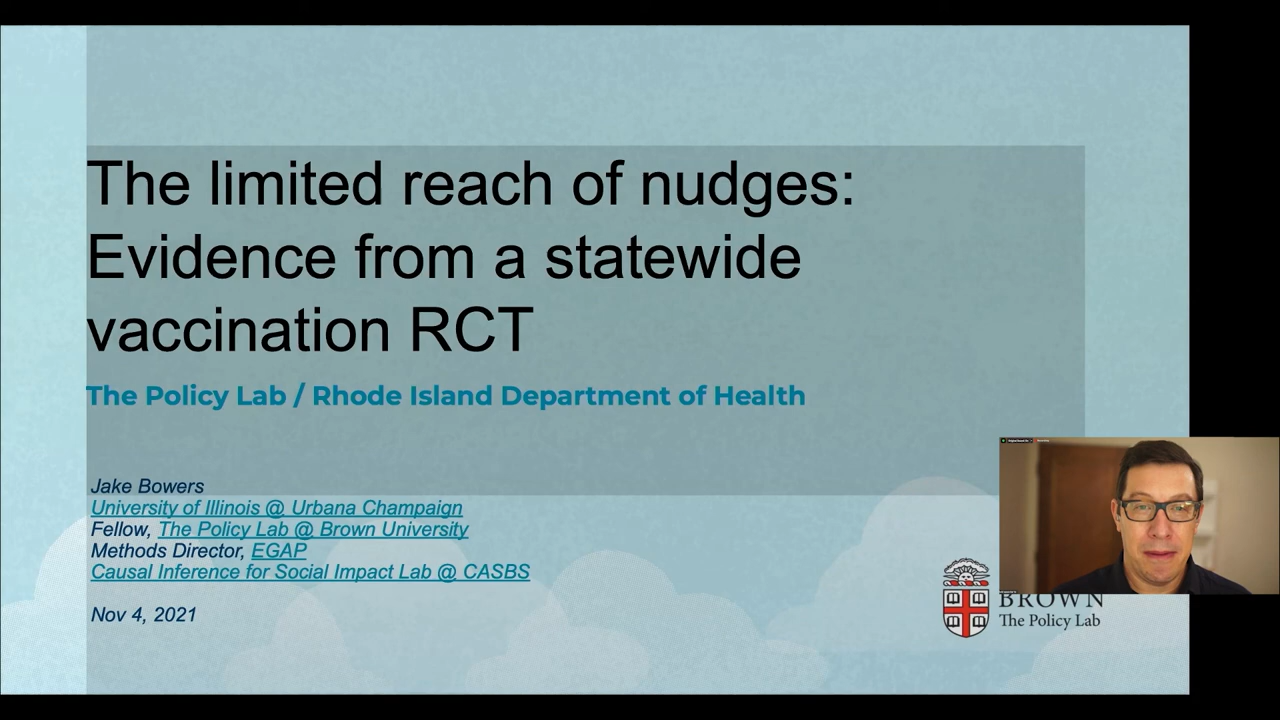 The limited reach of nudges:
Evidence from a statewide
vaccination RCT
The Policy Lab / Rhode Island Department of Health
Jake Bowers
University of Illinois @ Urbana Champaign
Fellow, The Policy Lab @ Brown University
Methods Director, EGAP
Causal Inference for Social Impact Lab @ CASBS
Nov 4, 2021
BROWN
The Policy Lab